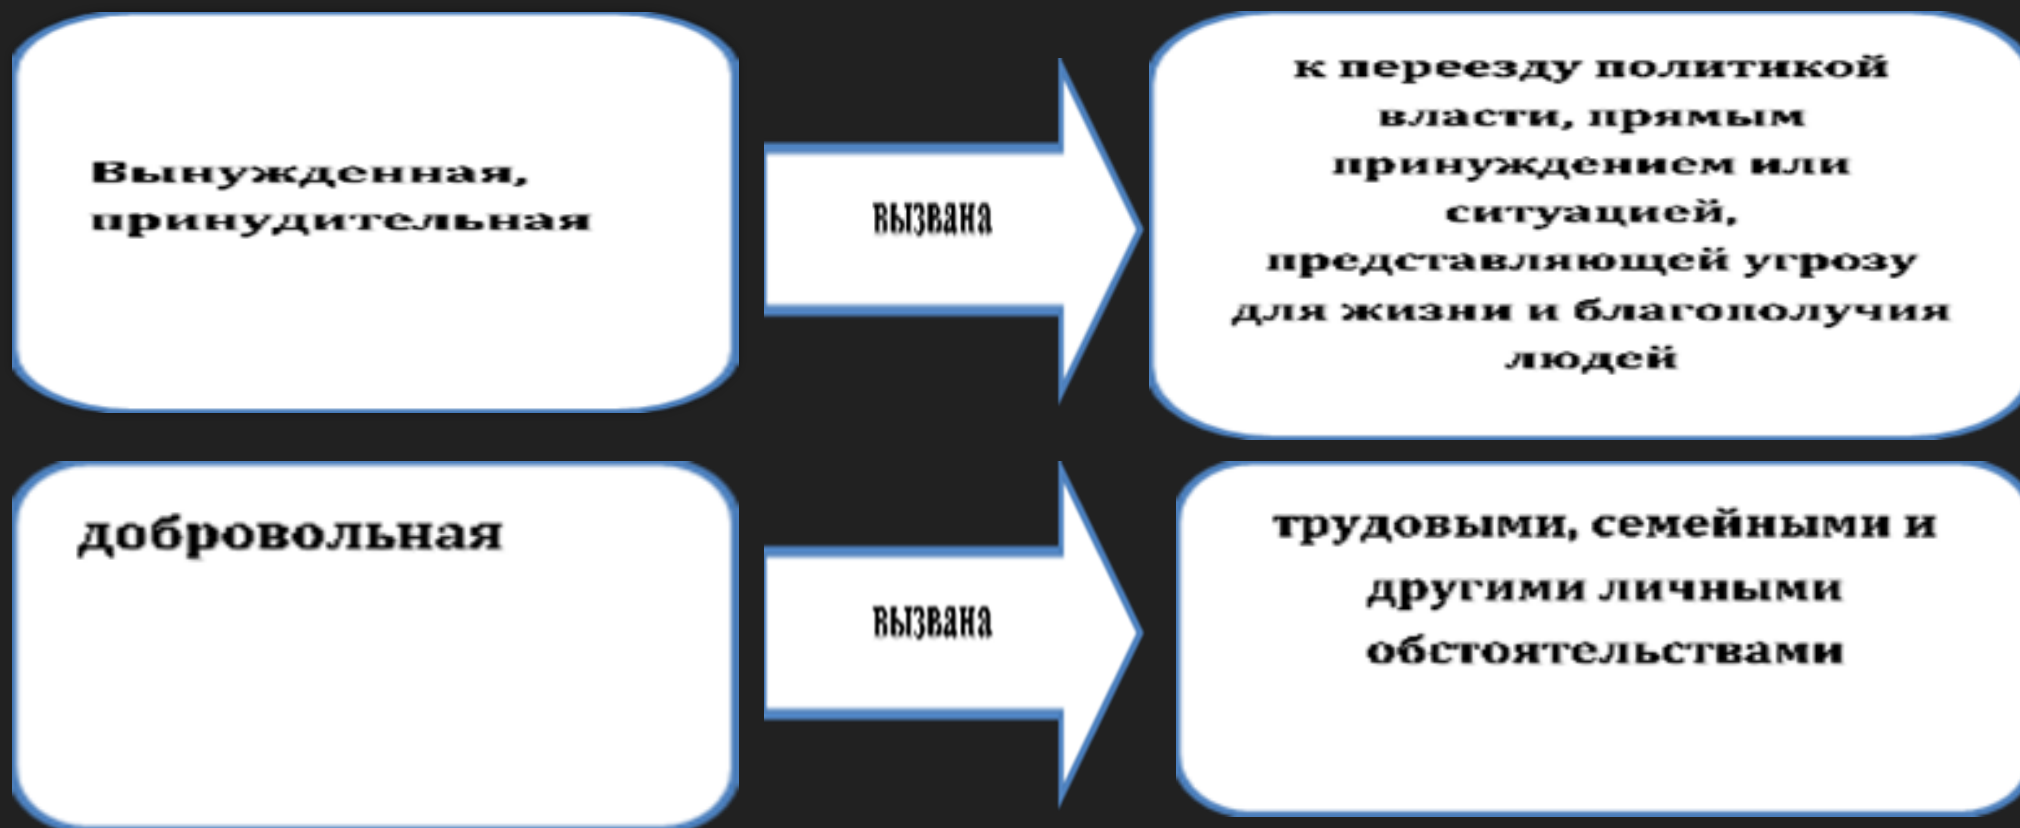 Вынужденная,
принудительная
вызвана
к переезду политикой
власти, прямым
принуждением или
ситуацией,
представляющей угрозу
для жизни и благополучия
людей
добровольная
вызвана
трудовыми, семейными и
другими личными
обстоятельствами